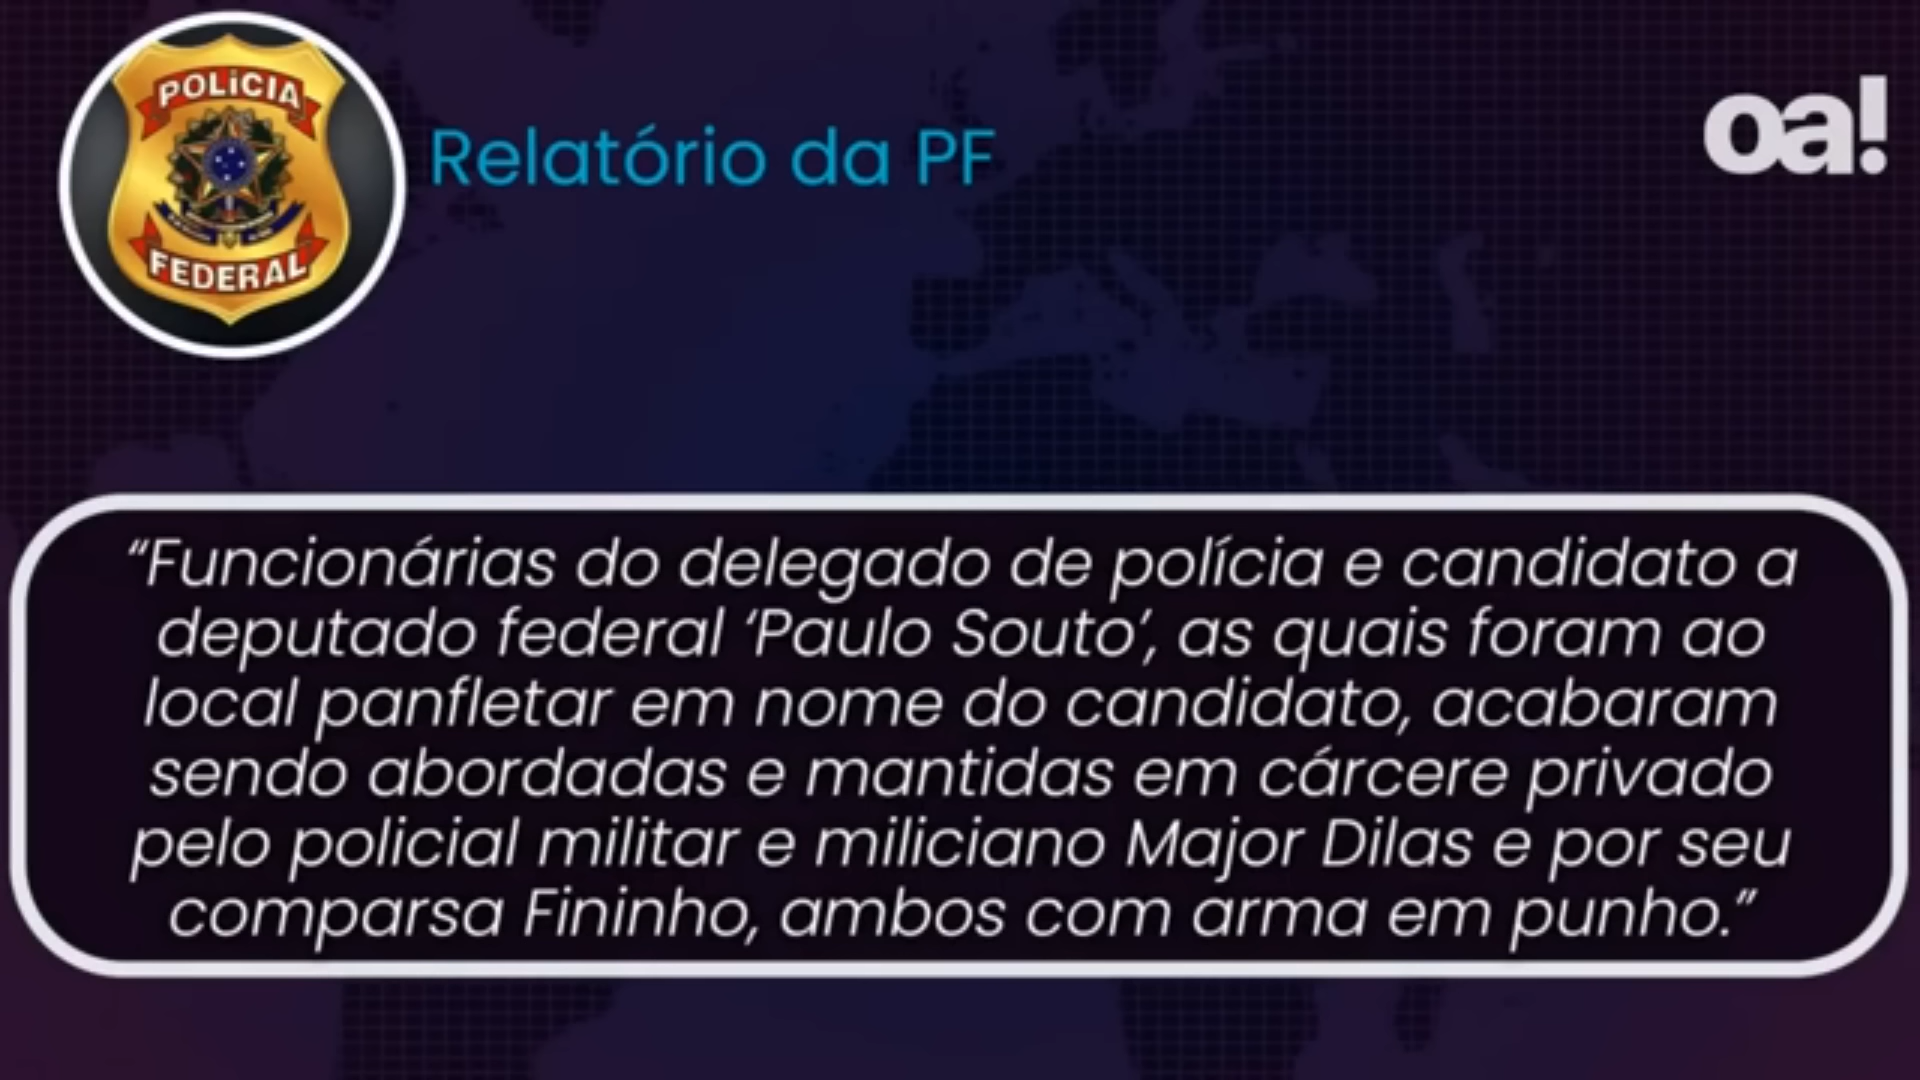 POLÍCIA
FEDERAL
Relatório da PF
oa!
“Funcionárias do delegado de polícia e candidato a
deputado federal ‘Paulo Souto’, as quais foram ao
local panfletar em nome do candidato, acabaram
sendo abordadas e mantidas em cárcere privado
pelo policial militar e miliciano Major Dilas e por seu
comparsa Fininho, ambos com arma em punho.”